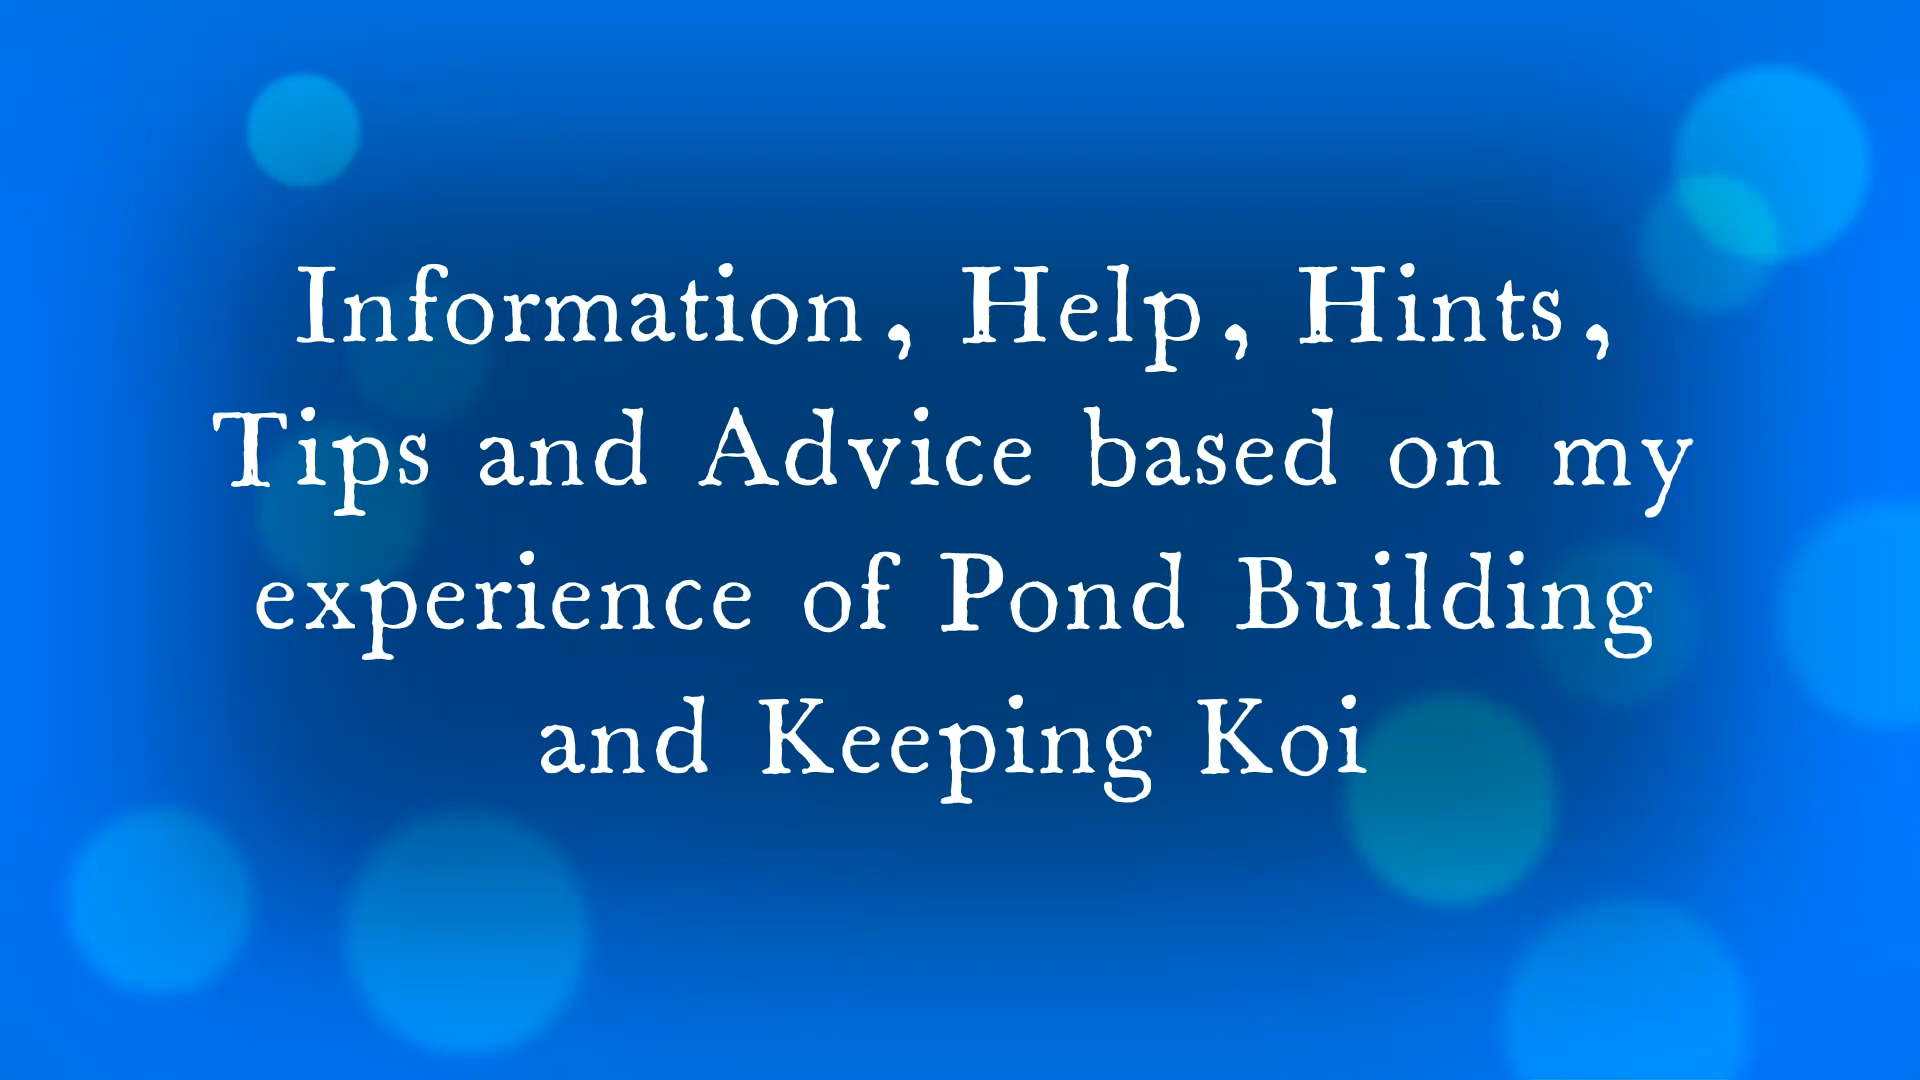 Information, Help, Hints,
Tips and Advice based on my
experience of Pond Building
and Keeping Koi